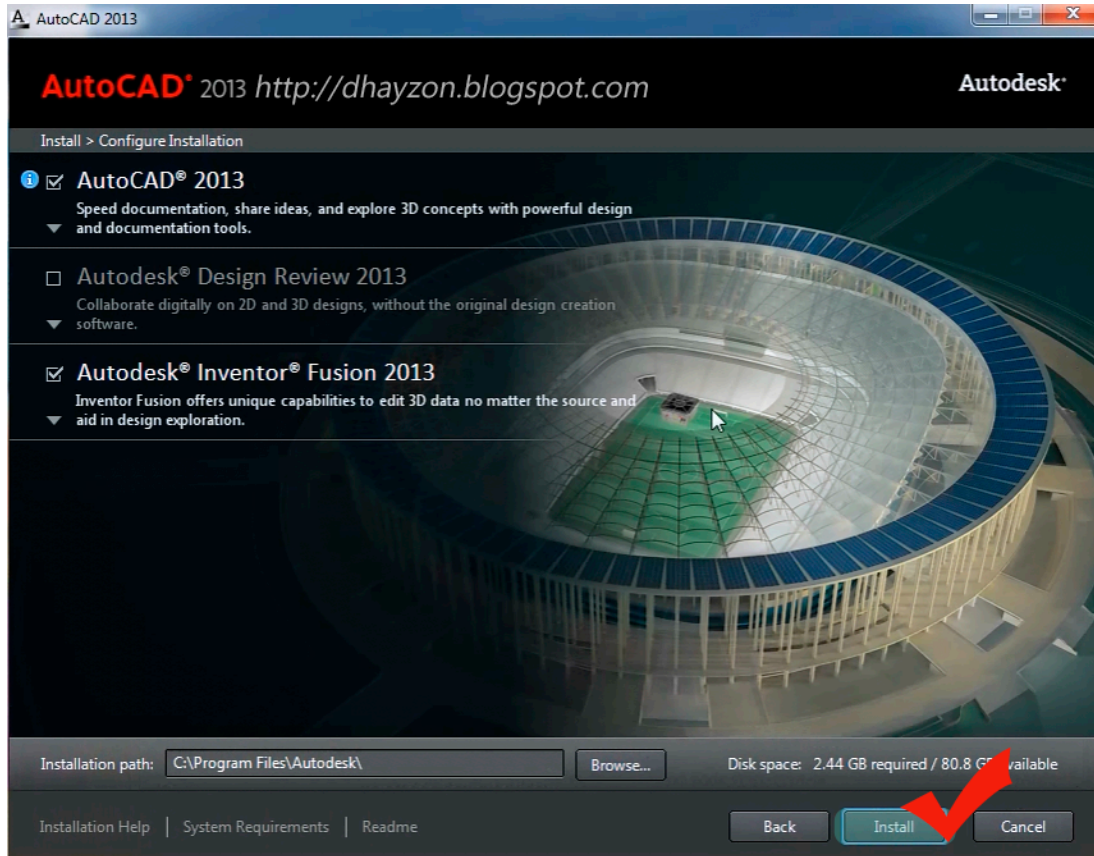 AutoCAD 2013
AutoCAD® 2013 http://dhayzon.blogspot.com
Autodesk®
Install > Configure Installation
AutoCAD® 2013
Speed documentation, share ideas, and explore 3D concepts with powerful design
and documentation tools.
Autodesk® Design Review 2013
Collaborate digitally on 2D and 3D designs, without the original design creation
software.
Autodesk® Inventor® Fusion 2013
Inventor Fusion offers unique capabilities to edit 3D data no matter the source and
aid in design exploration.
Installation path: C:\Program Files\Autodesk\ Browse... Disk space: 2.44 GB required / 80.8 GB available
Installation Help | System Requirements | Readme Back Install Cancel